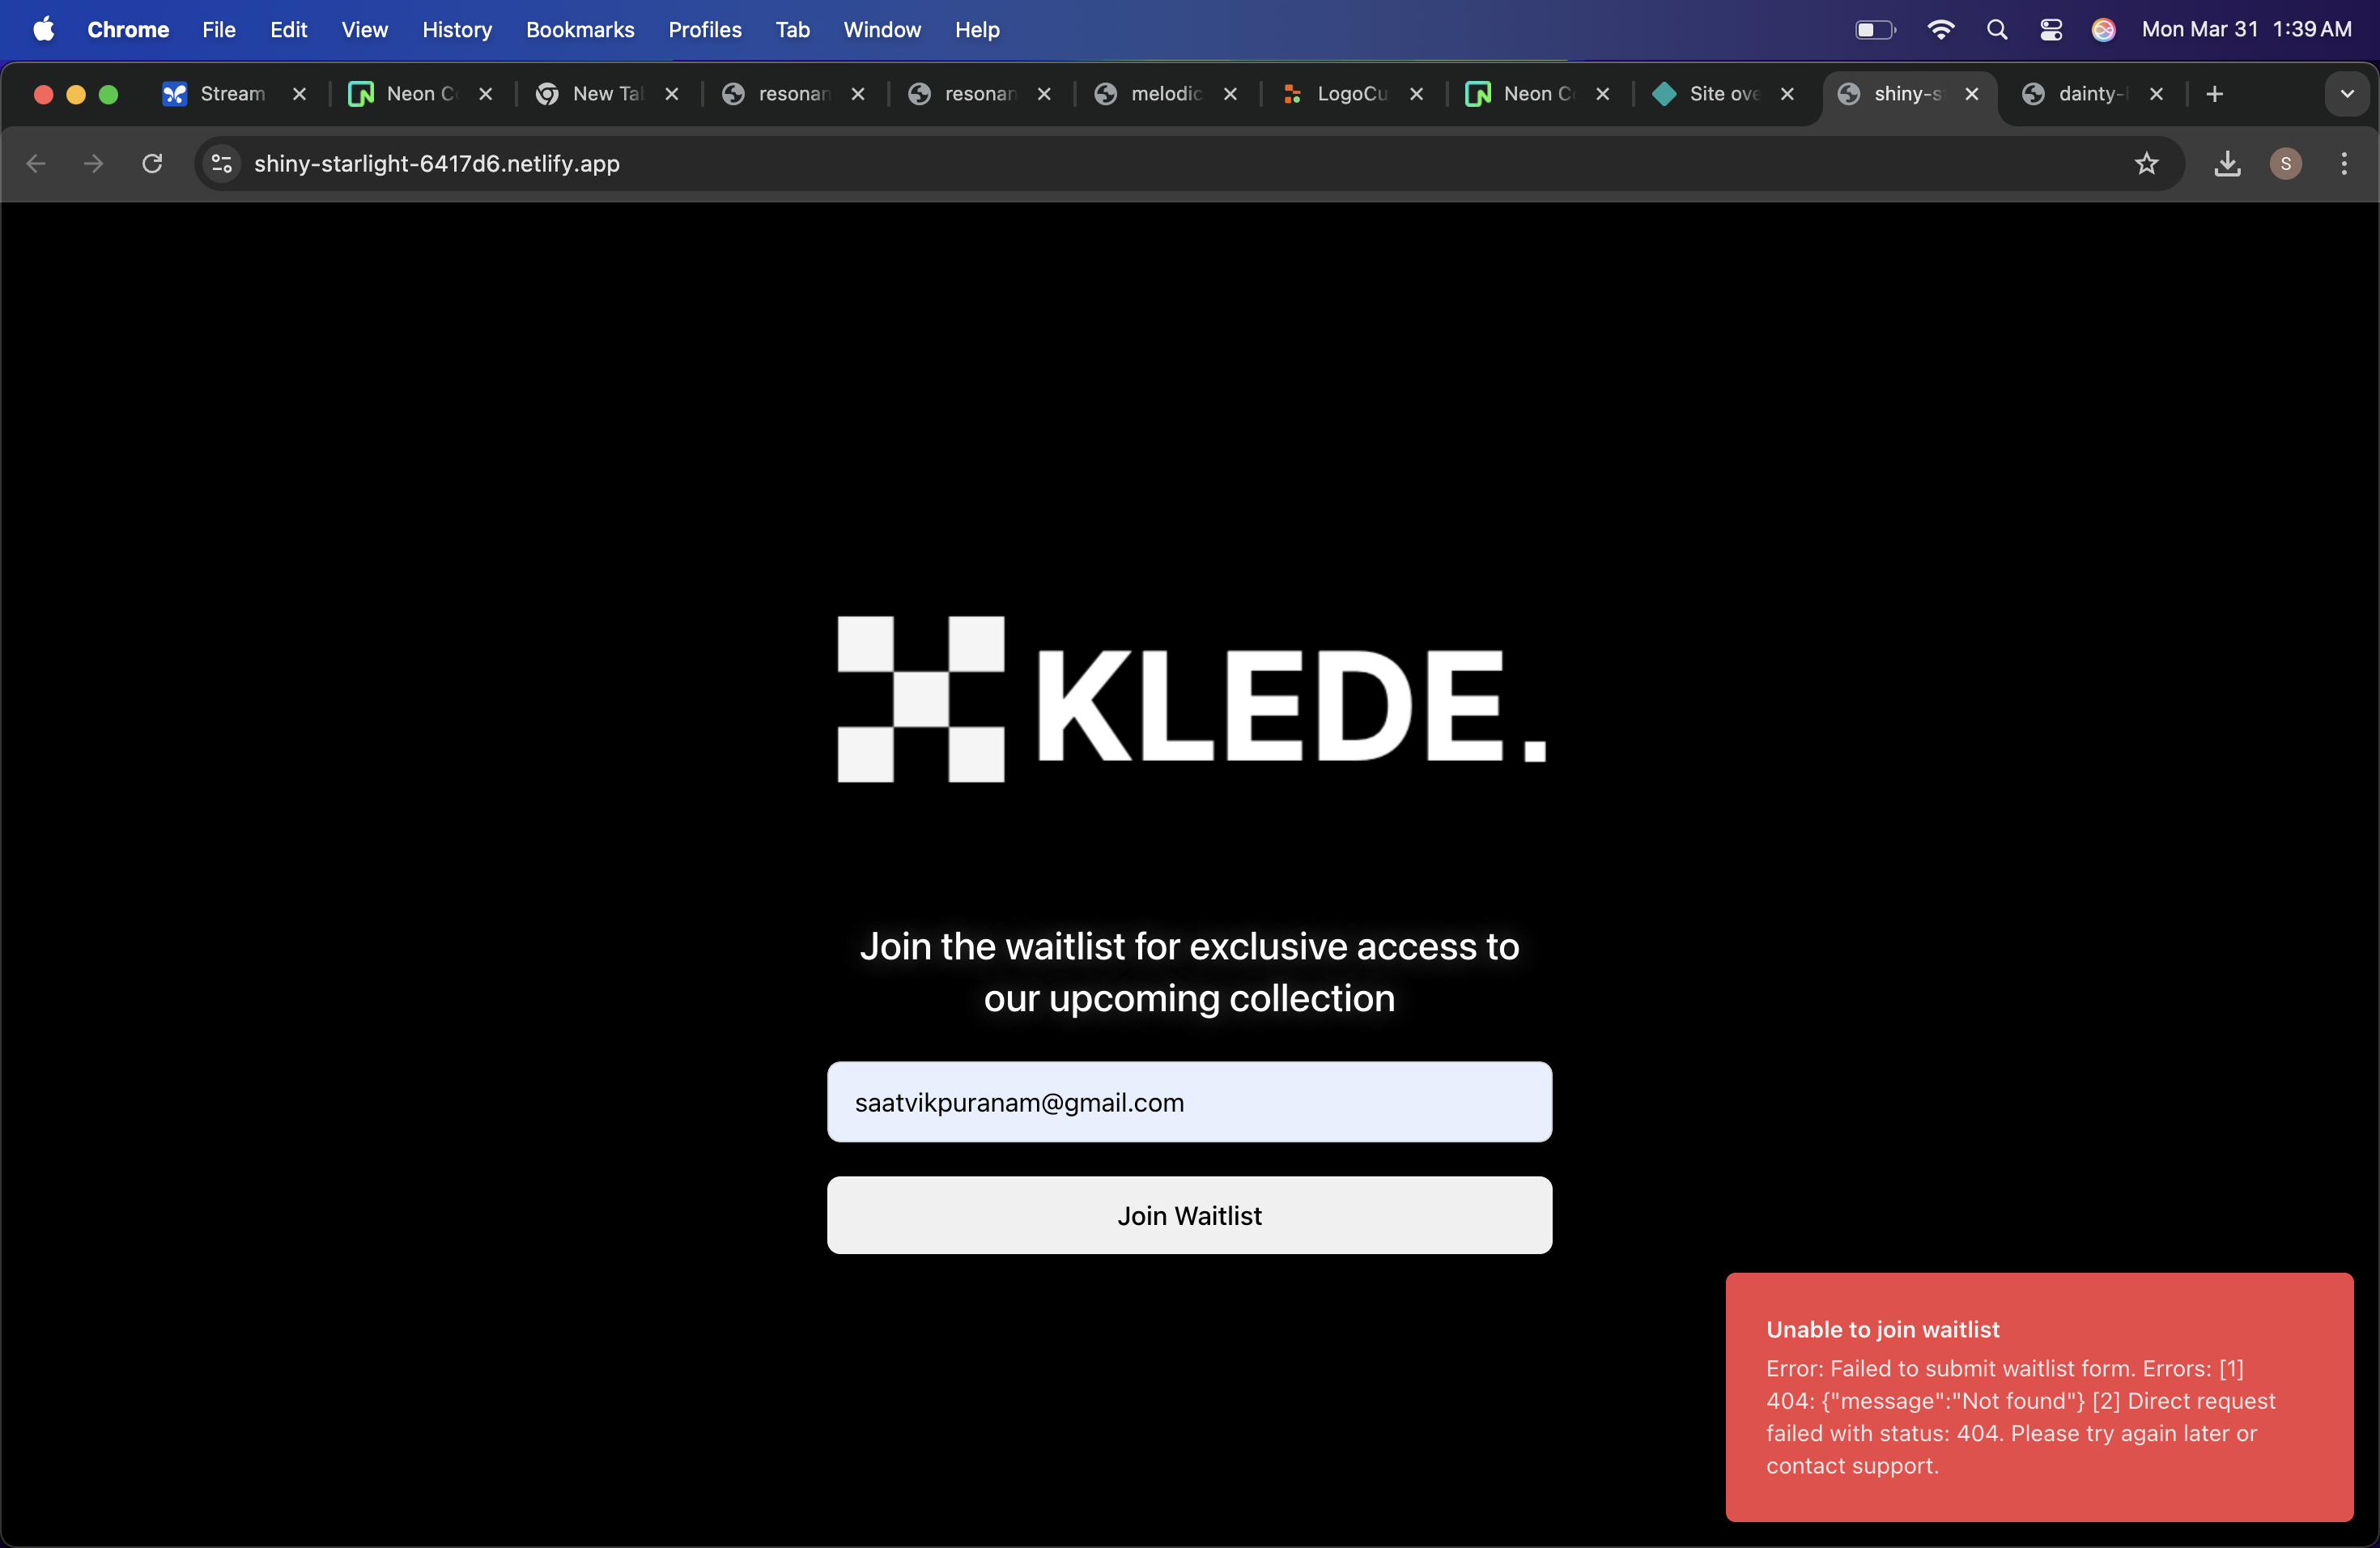 Chrome File Edit View History Bookmarks Profiles Tab Window Help Mon Mar 31 1:39 AM
Stream Neon C New Ta resonan resonan melodic LogoCu Neon C Site ove shiny-s dainty-
shiny-starlight-6417d6.netlify.app S
KLEDE.
Join the waitlist for exclusive access to
our upcoming collection
saatvikpuranam@gmail.com
Join Waitlist
Unable to join waitlist
Error: Failed to submit waitlist form. Errors: [1]
404: {"message":"Not found"} [2] Direct request
failed with status: 404. Please try again later or
contact support.